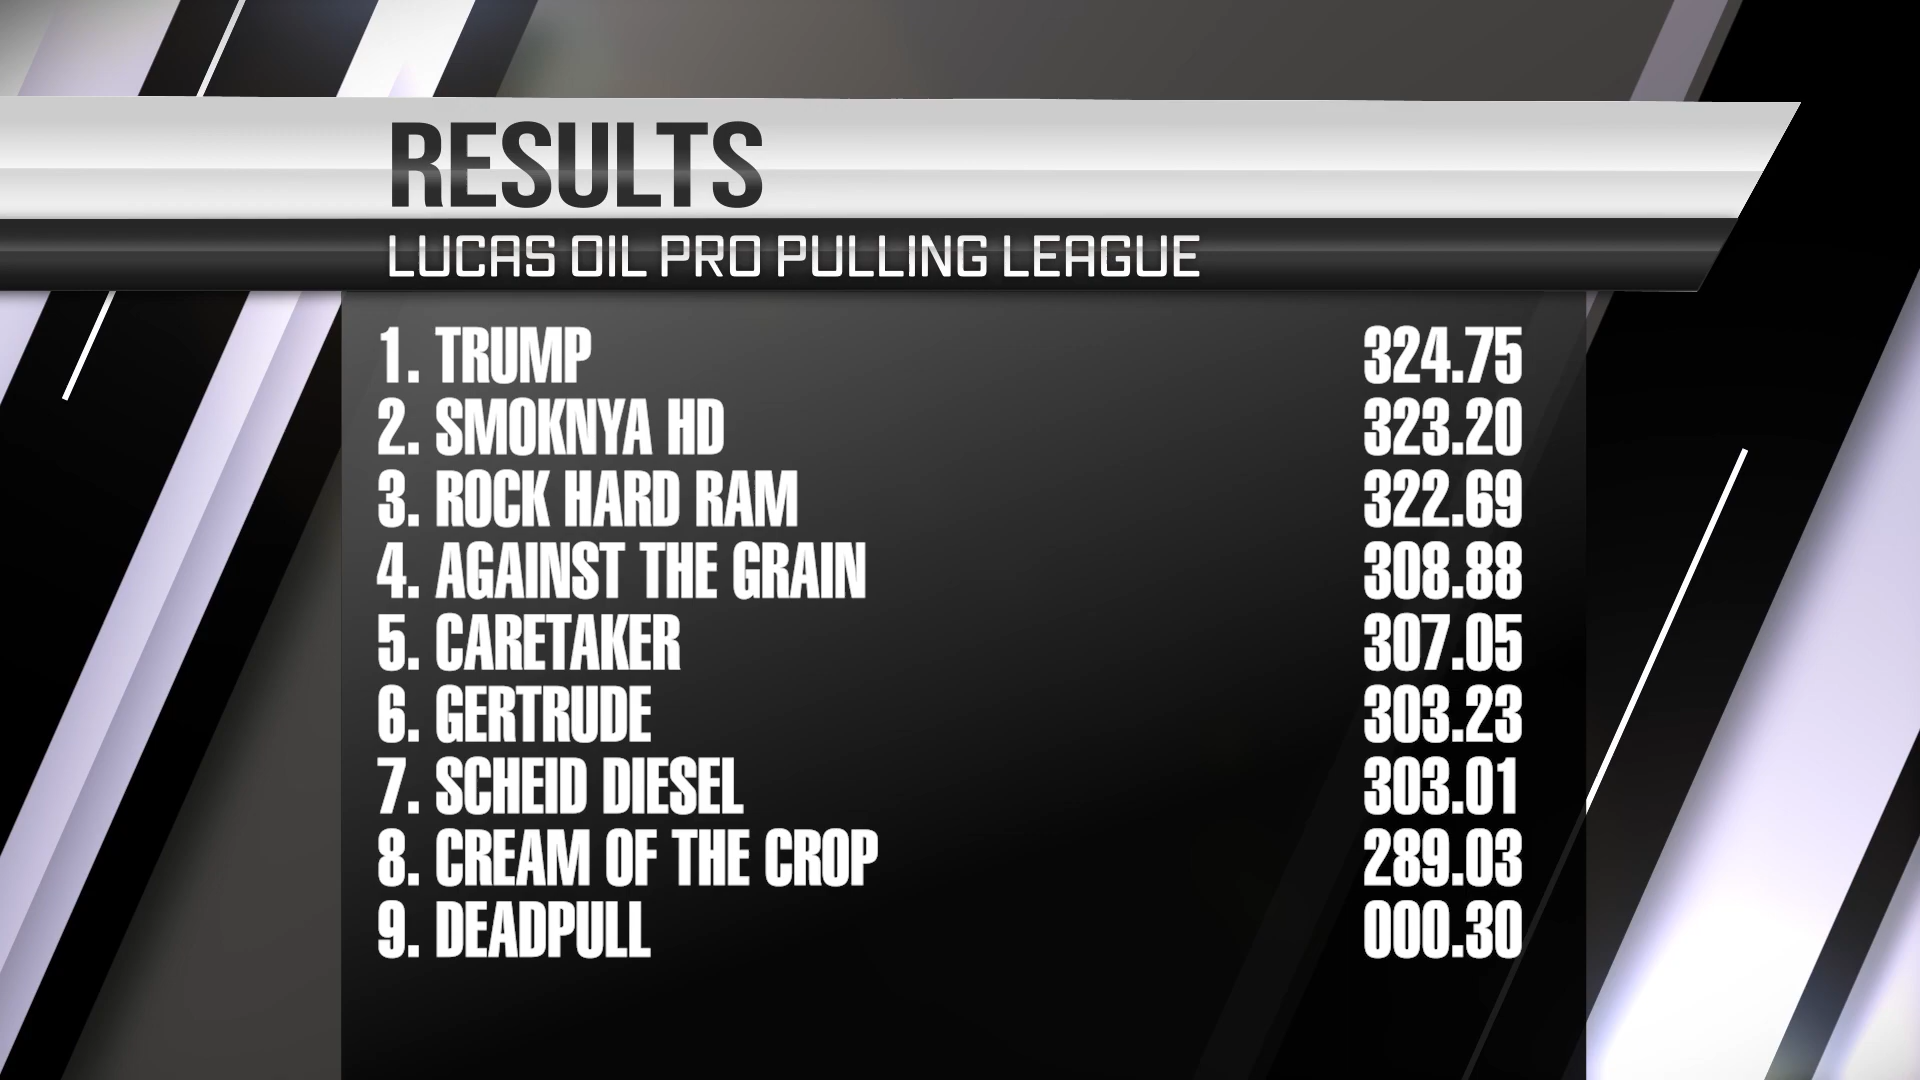 RESULTS
LUCAS OIL PRO PULLING LEAGUE
1. TRUMP 324.75
2. SMOKNYA HD 323.20
3. ROCK HARD RAM 322.69
4. AGAINST THE GRAIN 308.88
5. CARETAKER 307.05
6. GERTRUDE 303.23
7. SCHEID DIESEL 303.01
8. CREAM OF THE CROP 289.03
9. DEADPULL 000.30